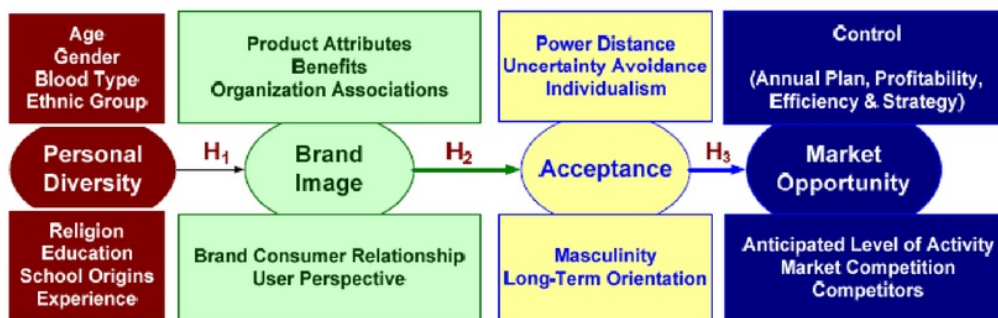 Age
Gender
Blood Type
Ethnic Group
Product Attributes
Benefits
Organization Associations
Power Distance
Uncertainty Avoidance
Individualism
Control
(Annual Plan, Profitability,
Efficiency & Strategy)
Personal
Diversity
H1
Brand
Image
H2
Acceptance
H3
Market
Opportunity
Religion
Education
School Origins
Experience
Brand Consumer Relationship
User Perspective
Masculinity
Long-Term Orientation
Anticipated Level of Activity
Market Competition
Competitors